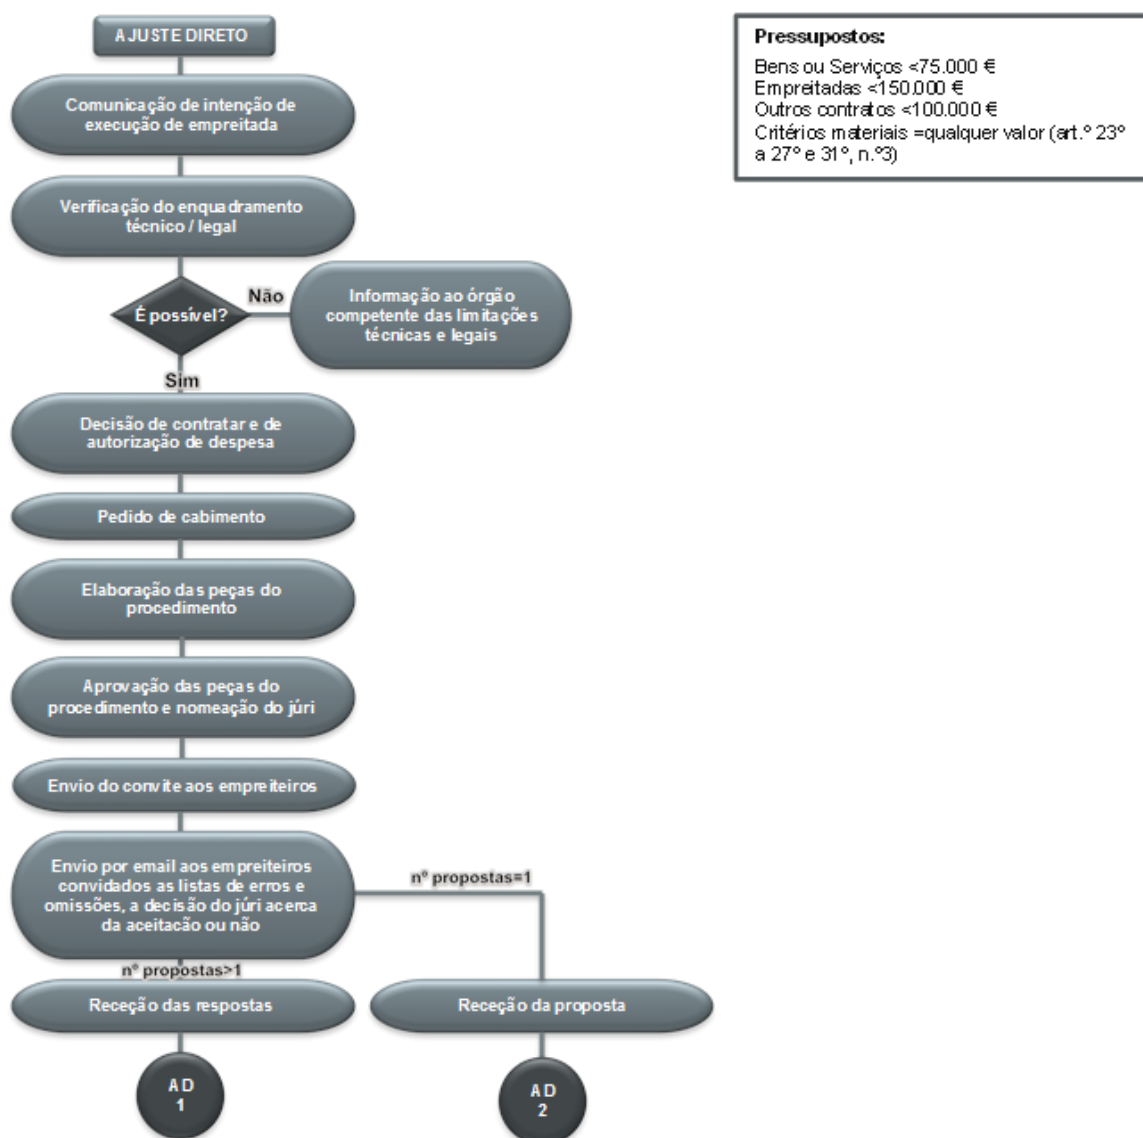 AJUSTE DIRETO
Pressupostos:
Bens ou Serviços <75.000 €
Empreitadas <150.000 €
Outros contratos <100.000 €
Critérios materiais =qualquer valor (art.º 23º
a 27º e 31º, n.º3)
Comunicação de intenção de
execução de empreitada
Verificação do enquadramento
técnico / legal
É possível?
Não
Informação ao órgão
competente das limitações
técnicas e legais
Sim
Decisão de contratar e de
autorização de despesa
Pedido de cabimento
Elaboração das peças do
procedimento
Aprovação das peças do
procedimento e nomeação do júri
Envio do convite aos empreiteiros
Envio por email aos empreiteiros
convidados as listas de erros e
omissões, a decisão do júri acerca
da aceitacão ou não
nº propostas=1
nº propostas>1
Receção das respostas
Receção da proposta
AD
1
AD
2